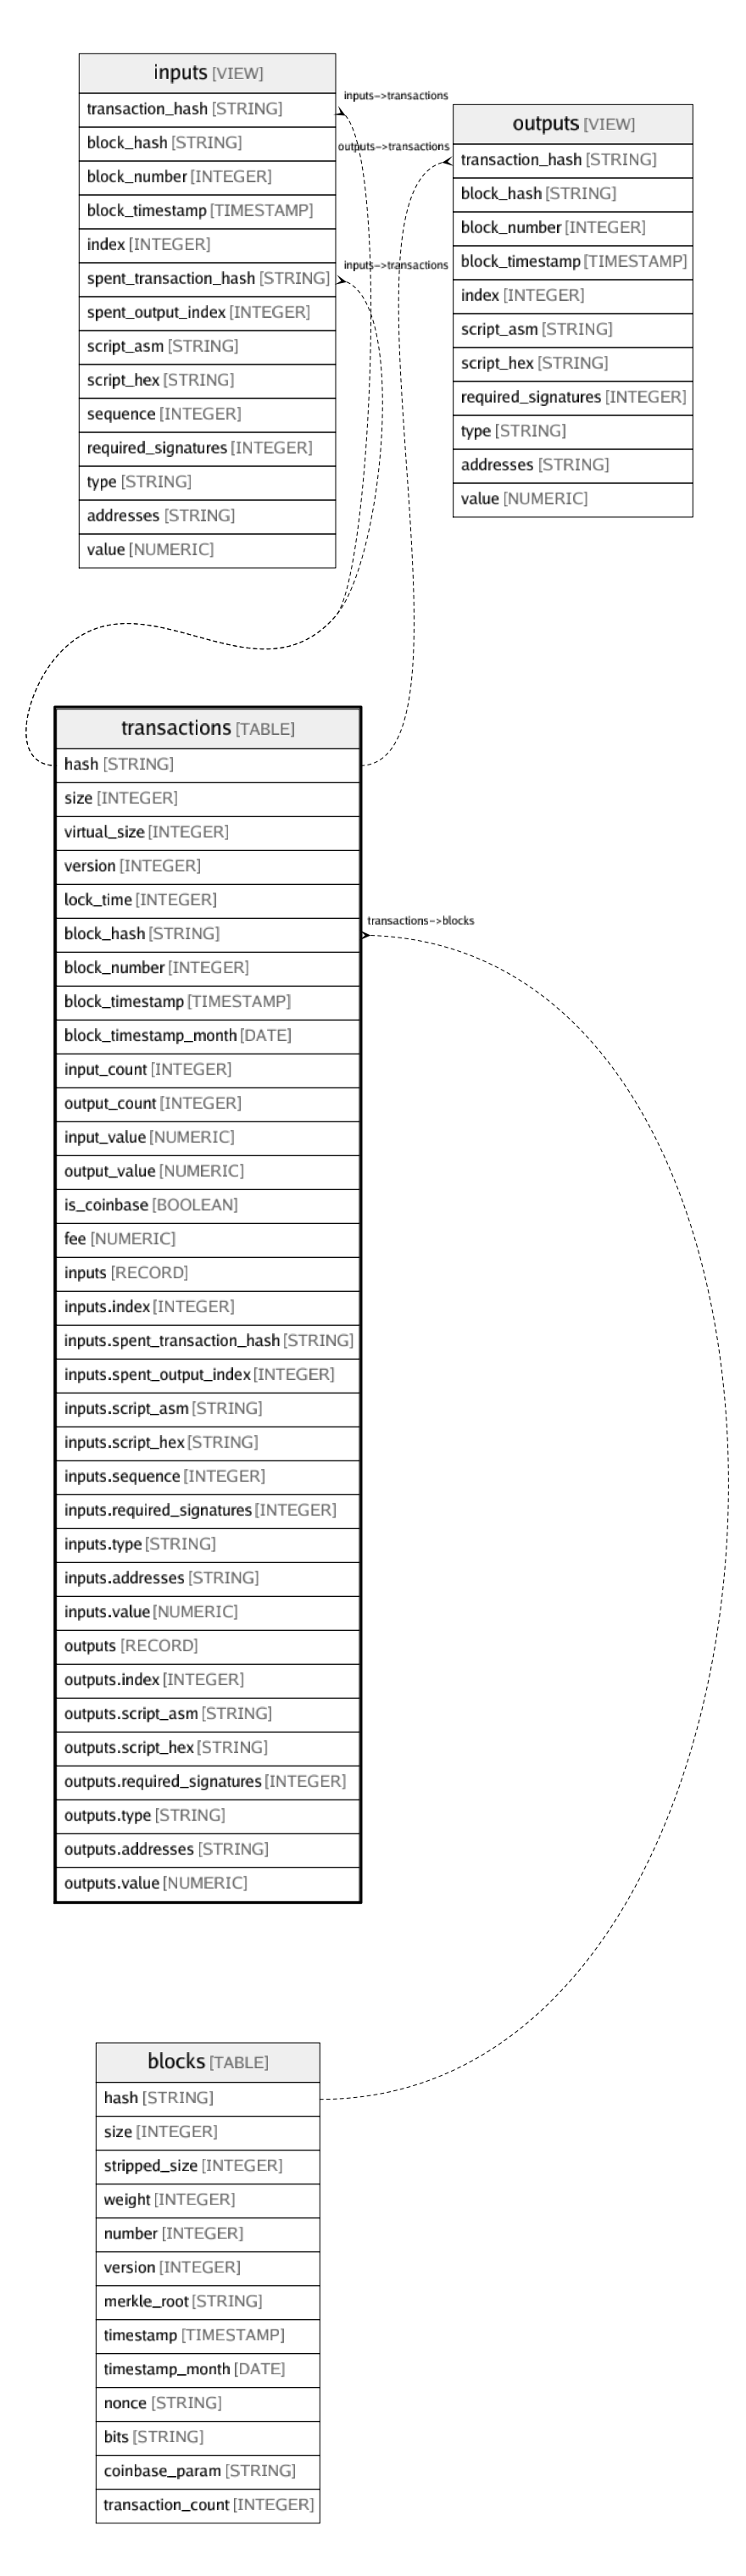 inputs [VIEW]
transaction_hash [STRING]
block_hash [STRING]
block_number [INTEGER]
block_timestamp [TIMESTAMP]
index [INTEGER]
spent_transaction_hash [STRING]
spent_output_index [INTEGER]
script_asm [STRING]
script_hex [STRING]
sequence [INTEGER]
required_signatures [INTEGER]
type [STRING]
addresses [STRING]
value [NUMERIC]
inputs->transactions
outputs->transactions
inputs->transactions
outputs [VIEW]
transaction_hash [STRING]
block_hash [STRING]
block_number [INTEGER]
block_timestamp [TIMESTAMP]
index [INTEGER]
script_asm [STRING]
script_hex [STRING]
required_signatures [INTEGER]
type [STRING]
addresses [STRING]
value [NUMERIC]
transactions [TABLE]
hash [STRING]
size [INTEGER]
virtual_size [INTEGER]
version [INTEGER]
lock_time [INTEGER]
block_hash [STRING]
block_number [INTEGER]
block_timestamp [TIMESTAMP]
block_timestamp_month [DATE]
input_count [INTEGER]
output_count [INTEGER]
input_value [NUMERIC]
output_value [NUMERIC]
is_coinbase [BOOLEAN]
fee [NUMERIC]
inputs [RECORD]
inputs.index [INTEGER]
inputs.spent_transaction_hash [STRING]
inputs.spent_output_index [INTEGER]
inputs.script_asm [STRING]
inputs.script_hex [STRING]
inputs.sequence [INTEGER]
inputs.required_signatures [INTEGER]
inputs.type [STRING]
inputs.addresses [STRING]
inputs.value [NUMERIC]
outputs [RECORD]
outputs.index [INTEGER]
outputs.script_asm [STRING]
outputs.script_hex [STRING]
outputs.required_signatures [INTEGER]
outputs.type [STRING]
outputs.addresses [STRING]
outputs.value [NUMERIC]
transactions->blocks
blocks [TABLE]
hash [STRING]
size [INTEGER]
stripped_size [INTEGER]
weight [INTEGER]
number [INTEGER]
version [INTEGER]
merkle_root [STRING]
timestamp [TIMESTAMP]
timestamp_month [DATE]
nonce [STRING]
bits [STRING]
coinbase_param [STRING]
transaction_count [INTEGER]